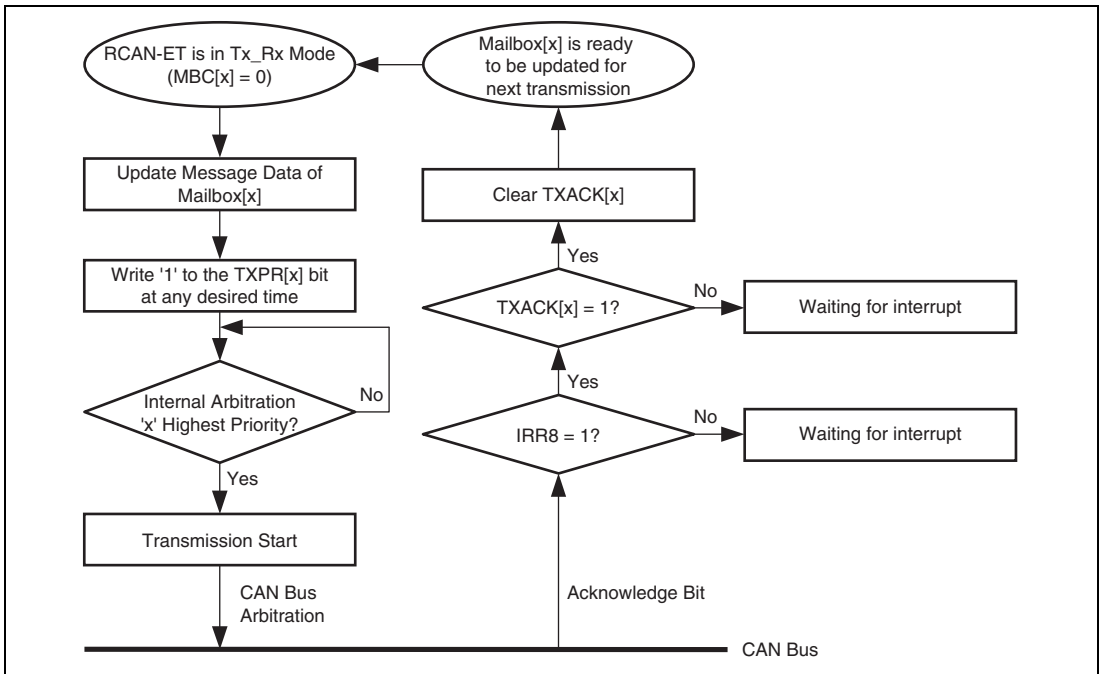 RCAN-ET is in Tx_Rx Mode
(MBC[x] = 0)
Update Message Data of
Mailbox[x]
Write '1' to the TXPR[x] bit
at any desired time
Internal Arbitration
'x' Highest Priority?
No
Yes
Transmission Start
CAN Bus
Arbitration
CAN Bus
Acknowledge Bit
IRR8 = 1?
No
Waiting for interrupt
Yes
TXACK[x] = 1?
No
Waiting for interrupt
Yes
Clear TXACK[x]
Mailbox[x] is ready
to be updated for
next transmission